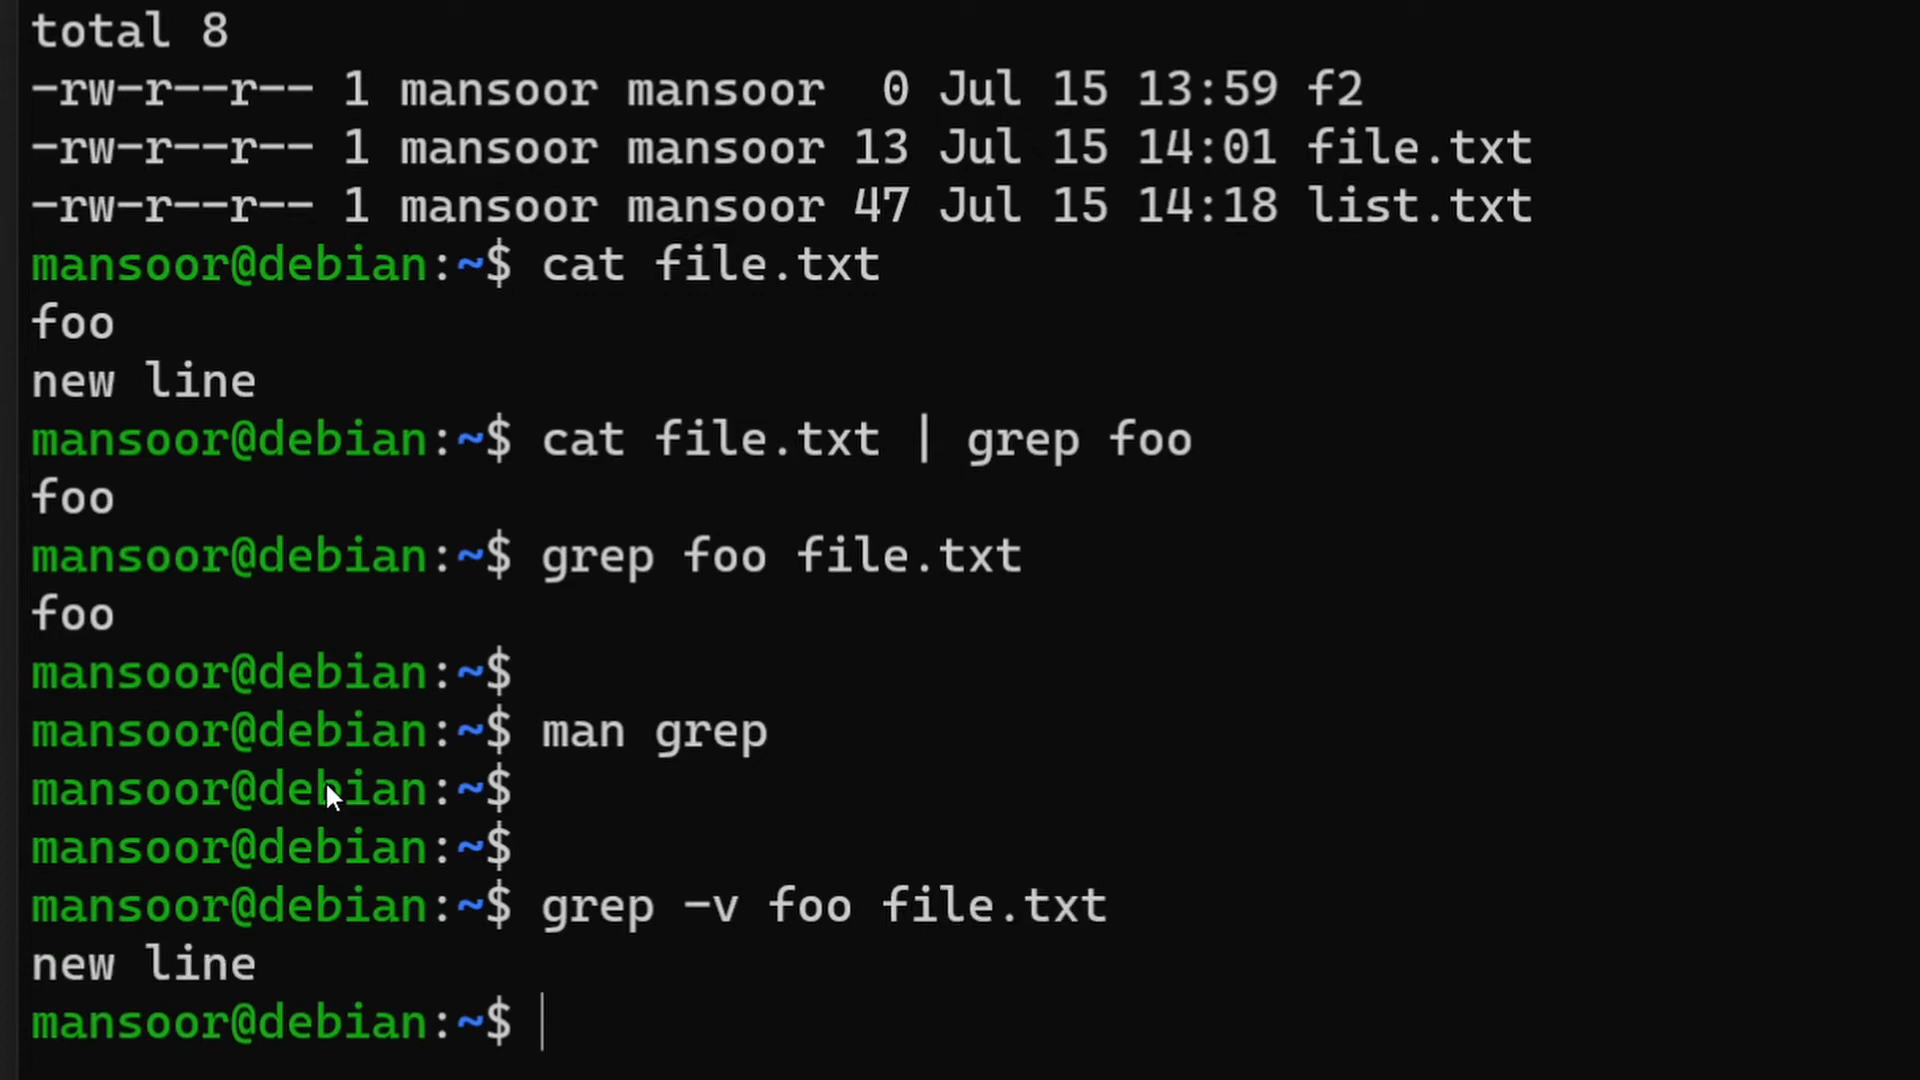 total 8
-rw-r--r-- 1 mansoor mansoor  0 Jul 15 13:59 f2
-rw-r--r-- 1 mansoor mansoor 13 Jul 15 14:01 file.txt
-rw-r--r-- 1 mansoor mansoor 47 Jul 15 14:18 list.txt
mansoor@debian:~$ cat file.txt
foo
new line
mansoor@debian:~$ cat file.txt | grep foo
foo
mansoor@debian:~$ grep foo file.txt
foo
mansoor@debian:~$
mansoor@debian:~$ man grep
mansoor@debian:~$
mansoor@debian:~$
mansoor@debian:~$ grep -v foo file.txt
new line
mansoor@debian:~$